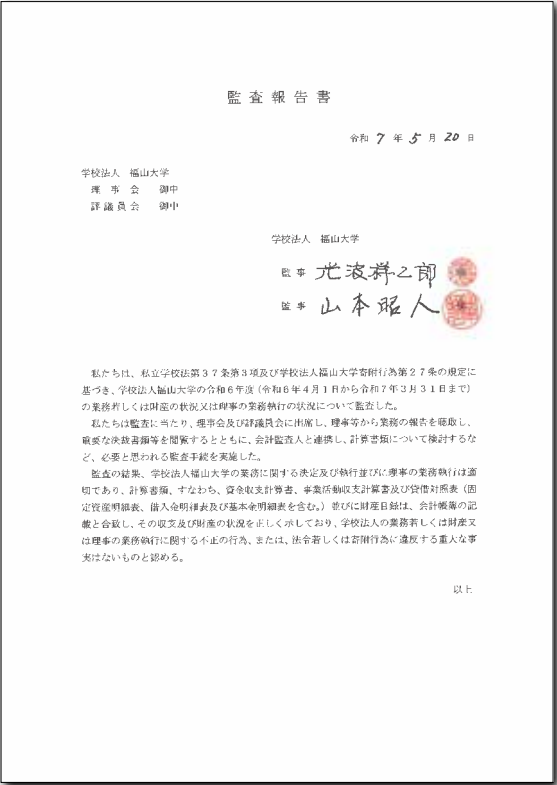 監査報告書
令和 7 年 5 月 20 日
学校法人 福山大学
理事会 御中
評議員会 御中
学校法人 福山大学
監事 池波祥之郎
監事 山本昭人
私たちは、私立学校法第37条第3項及び学校法人福山大学寄附行為第27条の規定に
基づき、学校法人福山大学の令和6年度（令和6年4月1日から令和7年3月31日まで）
の業務若しくは財産の状況又は理事の業務執行の状況について監査した。
私たちは監査に当たり、理事会及び評議員会に出席し、理事等から業務の報告を聴取し、
重要な決裁書類等を閲覧するとともに、会計監査人と連携し、計算書類について検討するな
ど、必要と思われる監査手続を実施した。
監査の結果、学校法人福山大学の業務に関する決定及び執行並びに理事の業務執行は適
切であり、計算書類、すなわち、資金収支計算書、事業活動収支計算書及び貸借対照表（固
定資産明細表、借入金明細表及び基本金明細表を含む。）並びに財産目録は、会計帳簿の記
載と合致し、その収支及び財産の状況を正しく示しており、学校法人の業務若しくは財産又
は理事の業務執行に関する不正の行為、または、法令若しくは寄附行為に違反する重大な事
実はないものと認める。
以上